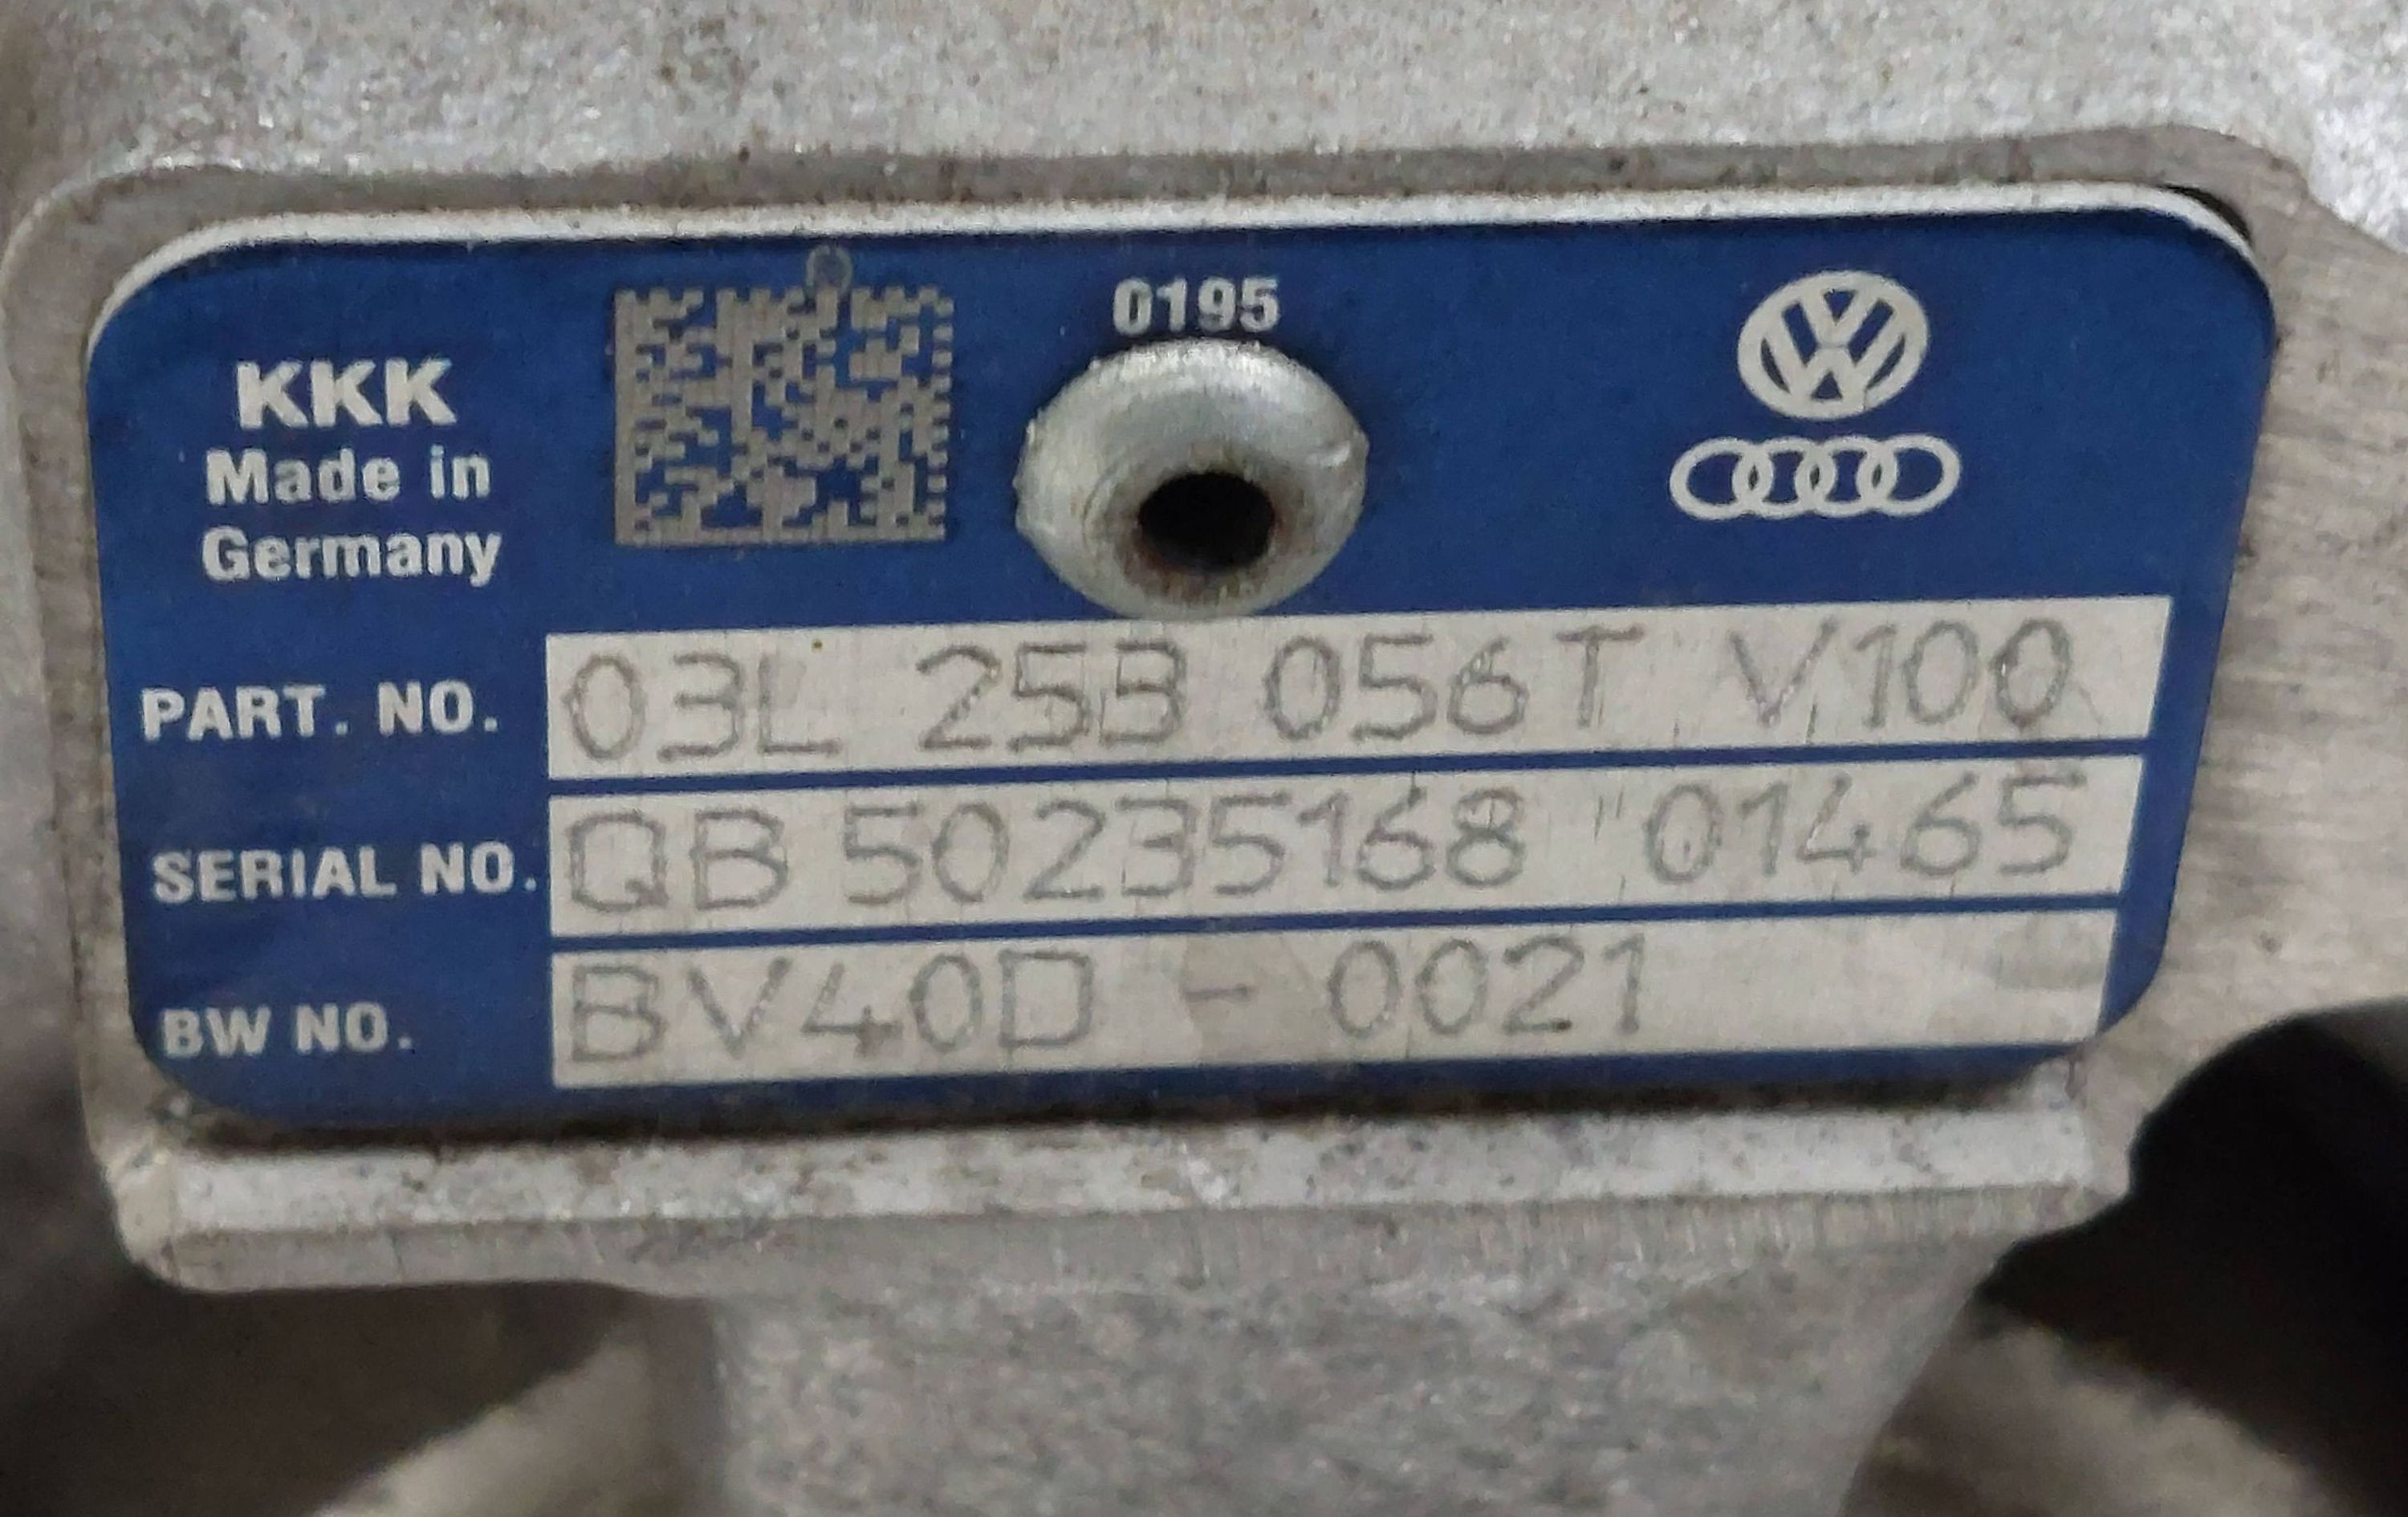 0195
KKK
Made in
Germany
PART. NO. 03L 253 056T V100
SERIAL NO. QB 50235168 01465
BW NO. BV40D - 0021